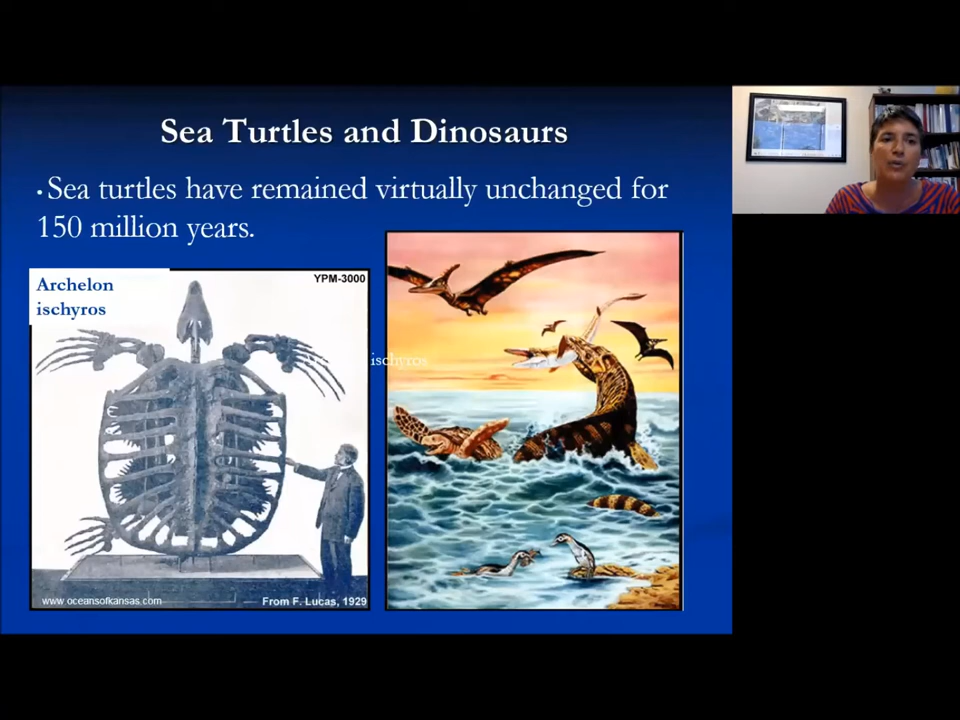 Sea Turtles and Dinosaurs
• Sea turtles have remained virtually unchanged for
150 million years.
Archelon
ischyros
YPM-3000
ischyros
www.oceansofkansas.com
From F. Lucas, 1929